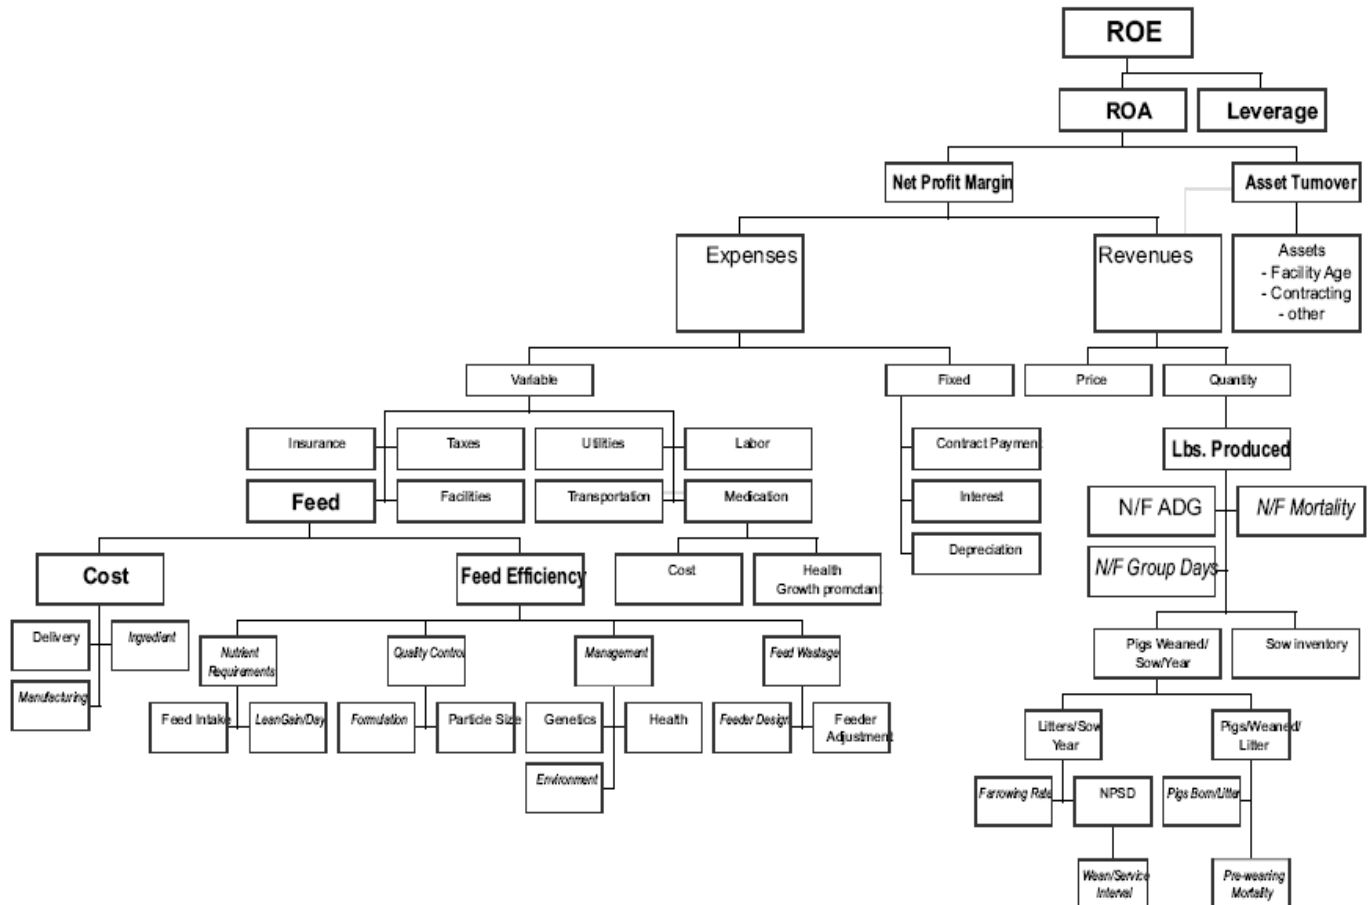 ROE
ROA
Leverage
Net Profit Margin
Asset Turnover
Expenses
Revenues
Assets
- Facility Age
- Contracting
- other
Variable
Fixed
Price
Quantity
Insurance
Taxes
Utilities
Labor
Contract Payment
Lbs. Produced
Feed
Facilities
Transportation
Medication
Interest
N/F ADG
N/F Mortality
Depreciation
N/F Group Days
Cost
Feed Efficiency
Cost
Health
Growth promotant
Delivery
Ingredient
Nutrient
Requirements
Quality Control
Management
Feed Wastage
Pigs Weaned/
Sow/Year
Sow inventory
Manufacturing
Feed Intake
LeanGain/Day
Formulation
Particle Size
Genetics
Health
Feeder Design
Feeder
Adjustment
Litters/Sow
Year
Pigs/Weaned/
Litter
Environment
Farrowing Rate
NPSD
Pigs Born/Litter
Wean/Service
Interval
Pre-wearing
Mortality